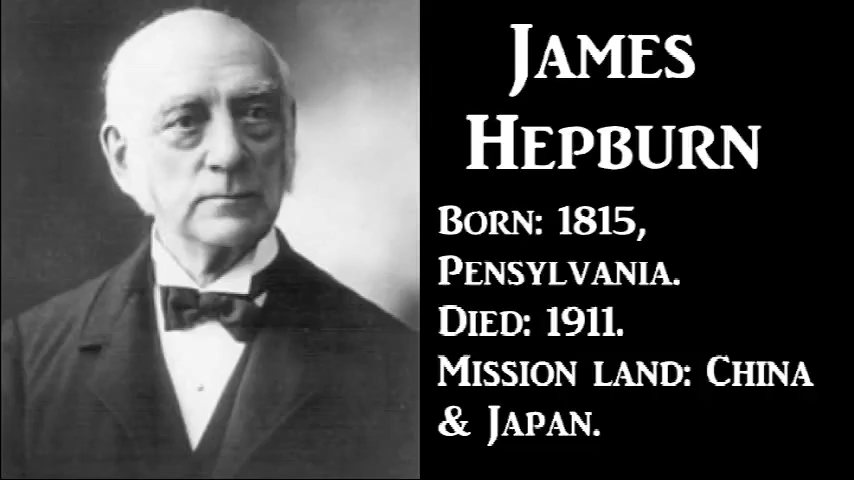 James
Hepburn
Born: 1815,
Pensylvania.
Died: 1911.
Mission land: China
& Japan.